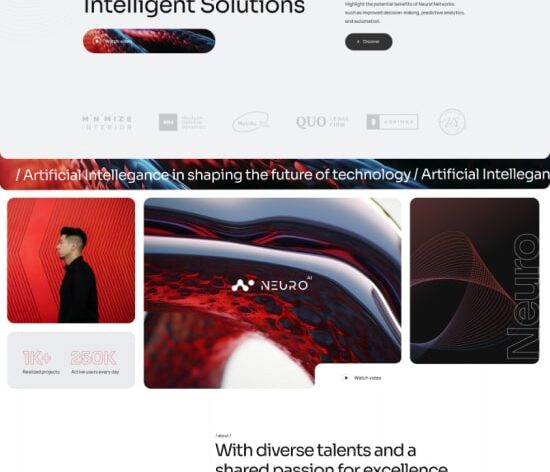 Intelligent Solutions
Highlight the potential benefits of Neural Networks,
such as improved decision-making, predictive analytics,
and automation.
Watch video
Discover
MINIMIZE
INTERIOR
QUO LEGAL
FIRM
/ Artificial Intellegance in shaping the future of technology / Artificial Intellegan
NEURO AI
Neuro
1K+
Realized projects
250K
Active users every day
Watch video
/ about /
With diverse talents and a
shared passion for excellence